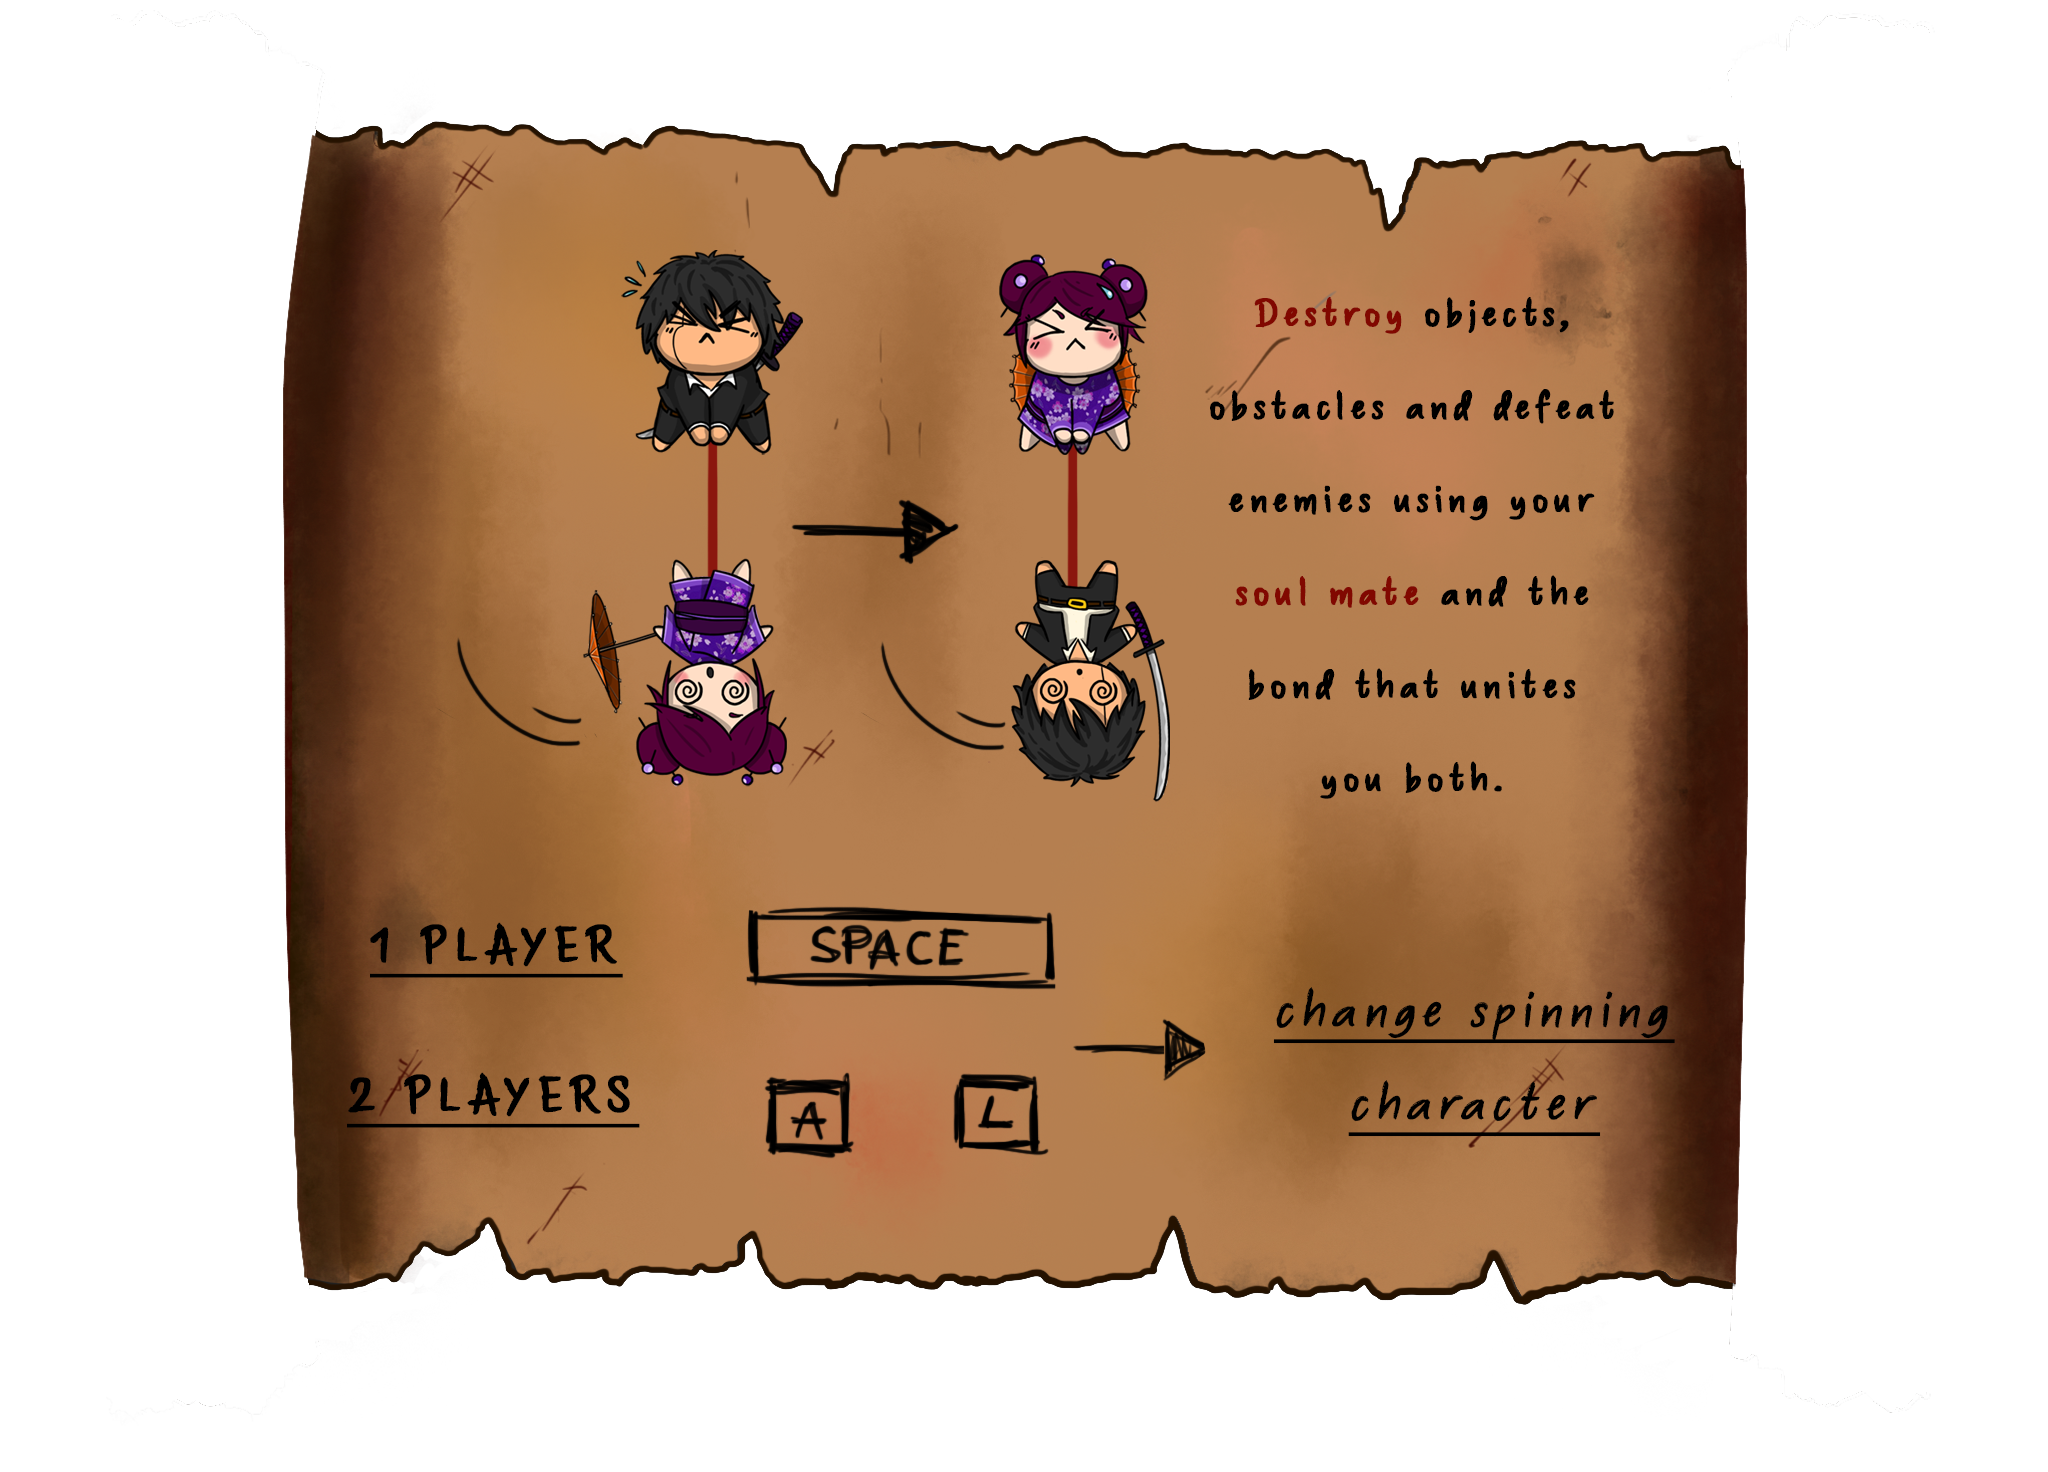 Destroy objects,
obstacles and defeat
enemies using your
soul mate and the
bond that unites
you both.
1 PLAYER
SPACE
2 PLAYERS
A
L
change spinning
character